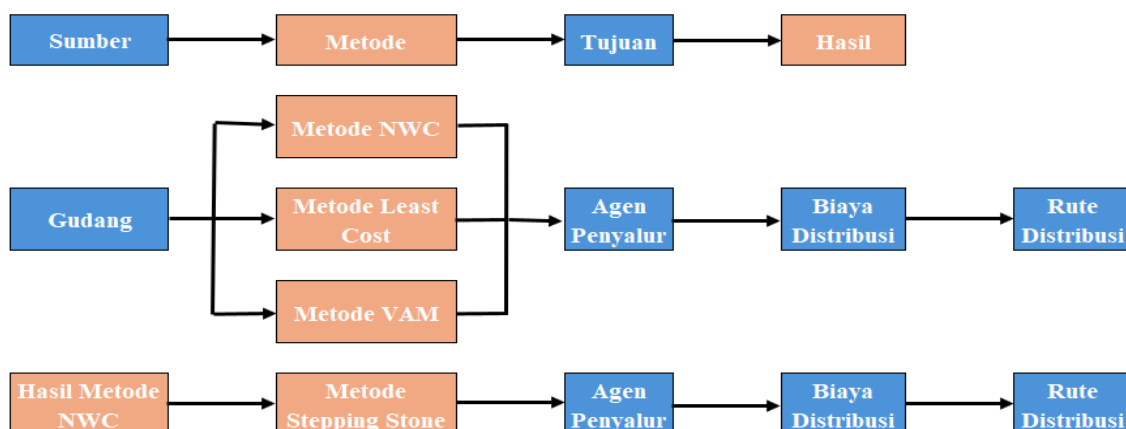 Sumber
Metode
Tujuan
Hasil
Metode NWC
Gudang
Metode Least
Cost
Agen
Penyalur
Biaya
Distribusi
Rute
Distribusi
Metode VAM
Hasil Metode
NWC
Metode
Stepping Stone
Agen
Penyalur
Biaya
Distribusi
Rute
Distribusi